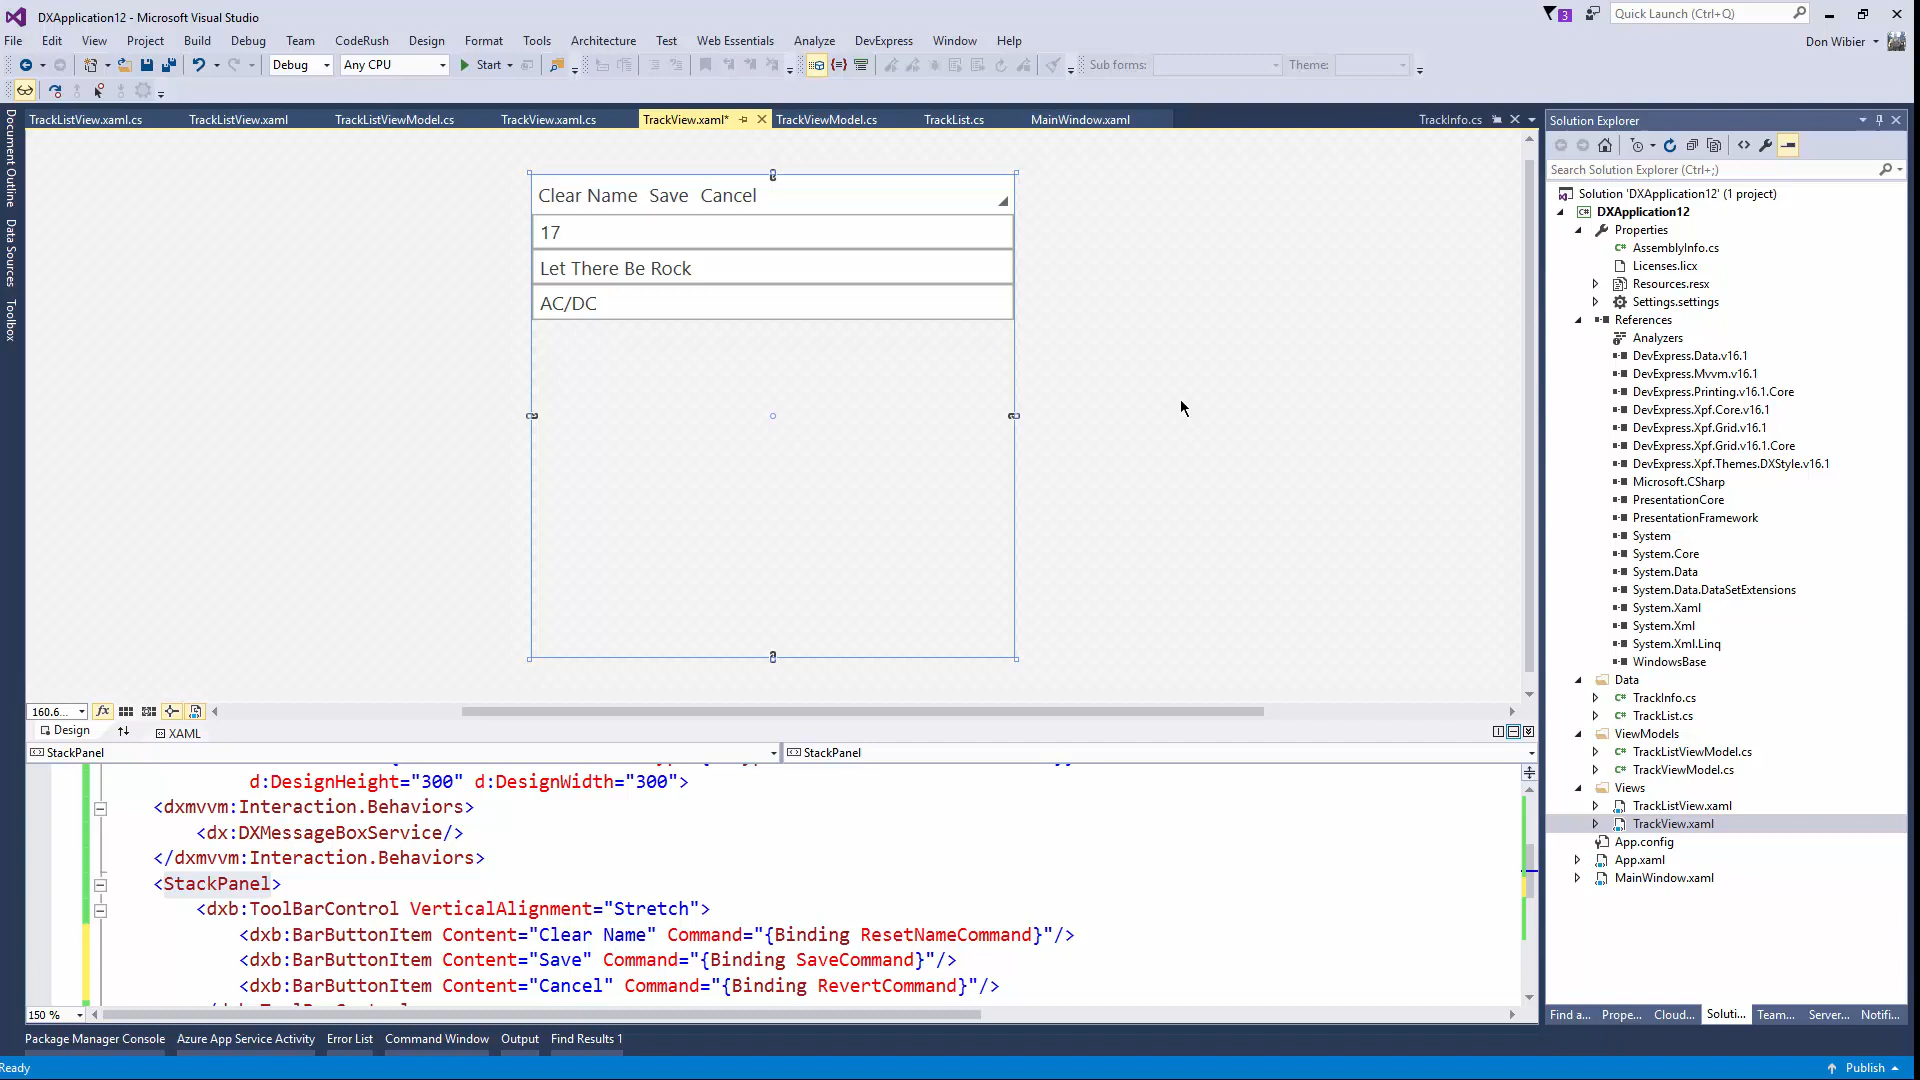 DXApplication12 - Microsoft Visual Studio
3
Quick Launch (Ctrl+Q)
File Edit View Project Build Debug Team CodeRush Design Format Tools Architecture Test Web Essentials Analyze DevExpress Window Help
Don Wibier
Debug Any CPU Start Sub forms: Theme:
TrackListView.xaml.cs TrackListView.xaml TrackListViewModel.cs TrackView.xaml.cs TrackView.xaml* TrackViewModel.cs TrackList.cs MainWindow.xaml TrackInfo.cs
Document Outline
Data Sources
Toolbox
Clear Name Save Cancel
17
Let There Be Rock
AC/DC
160.6...
Design XAML
StackPanel StackPanel
d:DesignHeight="300" d:DesignWidth="300">
<dxmvvm:Interaction.Behaviors>
<dx:DXMessageBoxService/>
</dxmvvm:Interaction.Behaviors>
<StackPanel>
<dxb:ToolBarControl VerticalAlignment="Stretch">
<dxb:BarButtonItem Content="Clear Name" Command="{Binding ResetNameCommand}"/>
<dxb:BarButtonItem Content="Save" Command="{Binding SaveCommand}"/>
<dxb:BarButtonItem Content="Cancel" Command="{Binding RevertCommand}"/>
150 %
Solution Explorer
Search Solution Explorer (Ctrl+;)
Solution 'DXApplication12' (1 project)
DXApplication12
Properties
AssemblyInfo.cs
Licenses.licx
Resources.resx
Settings.settings
References
Analyzers
DevExpress.Data.v16.1
DevExpress.Mvvm.v16.1
DevExpress.Printing.v16.1.Core
DevExpress.Xpf.Core.v16.1
DevExpress.Xpf.Grid.v16.1
DevExpress.Xpf.Grid.v16.1.Core
DevExpress.Xpf.Themes.DXStyle.v16.1
Microsoft.CSharp
PresentationCore
PresentationFramework
System
System.Core
System.Data
System.Data.DataSetExtensions
System.Xaml
System.Xml
System.Xml.Linq
WindowsBase
Data
TrackInfo.cs
TrackList.cs
ViewModels
TrackListViewModel.cs
TrackViewModel.cs
Views
TrackListView.xaml
TrackView.xaml
App.config
App.xaml
MainWindow.xaml
Find a... Prope... Cloud... Soluti... Team... Server... Notifi...
Package Manager Console Azure App Service Activity Error List Command Window Output Find Results 1
Ready
Publish